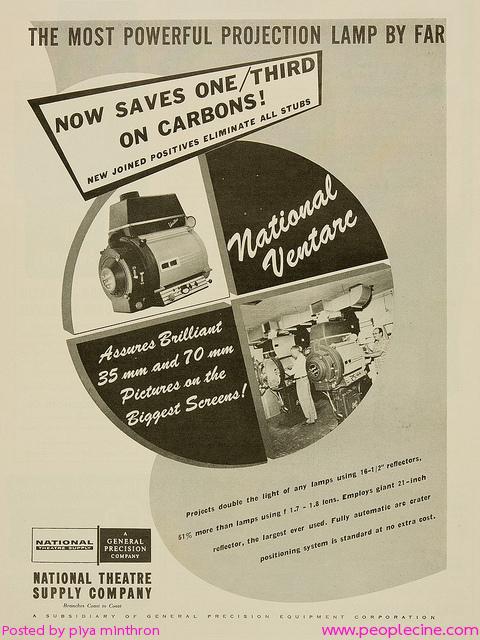 THE MOST POWERFUL PROJECTION LAMP BY FAR
NOW SAVES ONE/THIRD
ON CARBONS!
NEW JOINED POSITIVES ELIMINATE ALL STUBS
National
Ventarc
Assures Brilliant
35 mm and 70 mm
Pictures on the
Biggest Screens!
Projects double the light of any lamps using 16-1/2" reflectors,
51% more than lamps using f 1.7 - 1.8 lens. Employs giant 21-inch
reflector, the largest ever used. Fully automatic arc crater
positioning system is standard at no extra cost.
NATIONAL
THEATRE SUPPLY
A
GENERAL
PRECISION
COMPANY
NATIONAL THEATRE
SUPPLY COMPANY
Branches Coast to Coast
A SUBSIDIARY OF GENERAL PRECISION EQUIPMENT CORPORATION
Posted by piya minthron
www.peoplecine.com